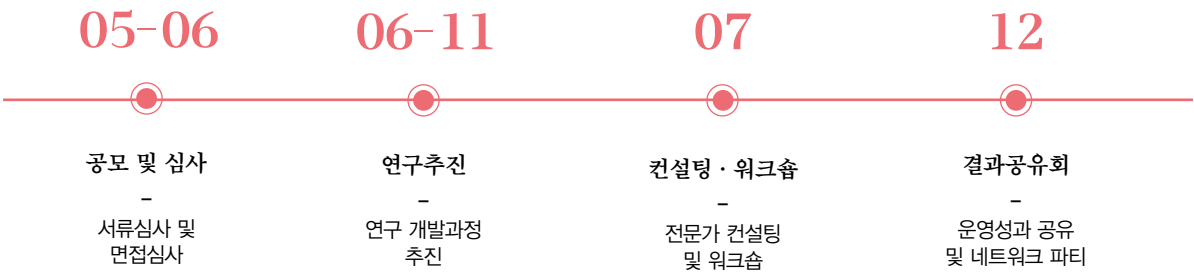 05-06
06-11
07
12
공모 및 심사
–
서류심사 및
면접심사
연구추진
–
연구 개발과정
추진
컨설팅 · 워크숍
–
전문가 컨설팅
및 워크숍
결과공유회
–
운영성과 공유
및 네트워크 파티